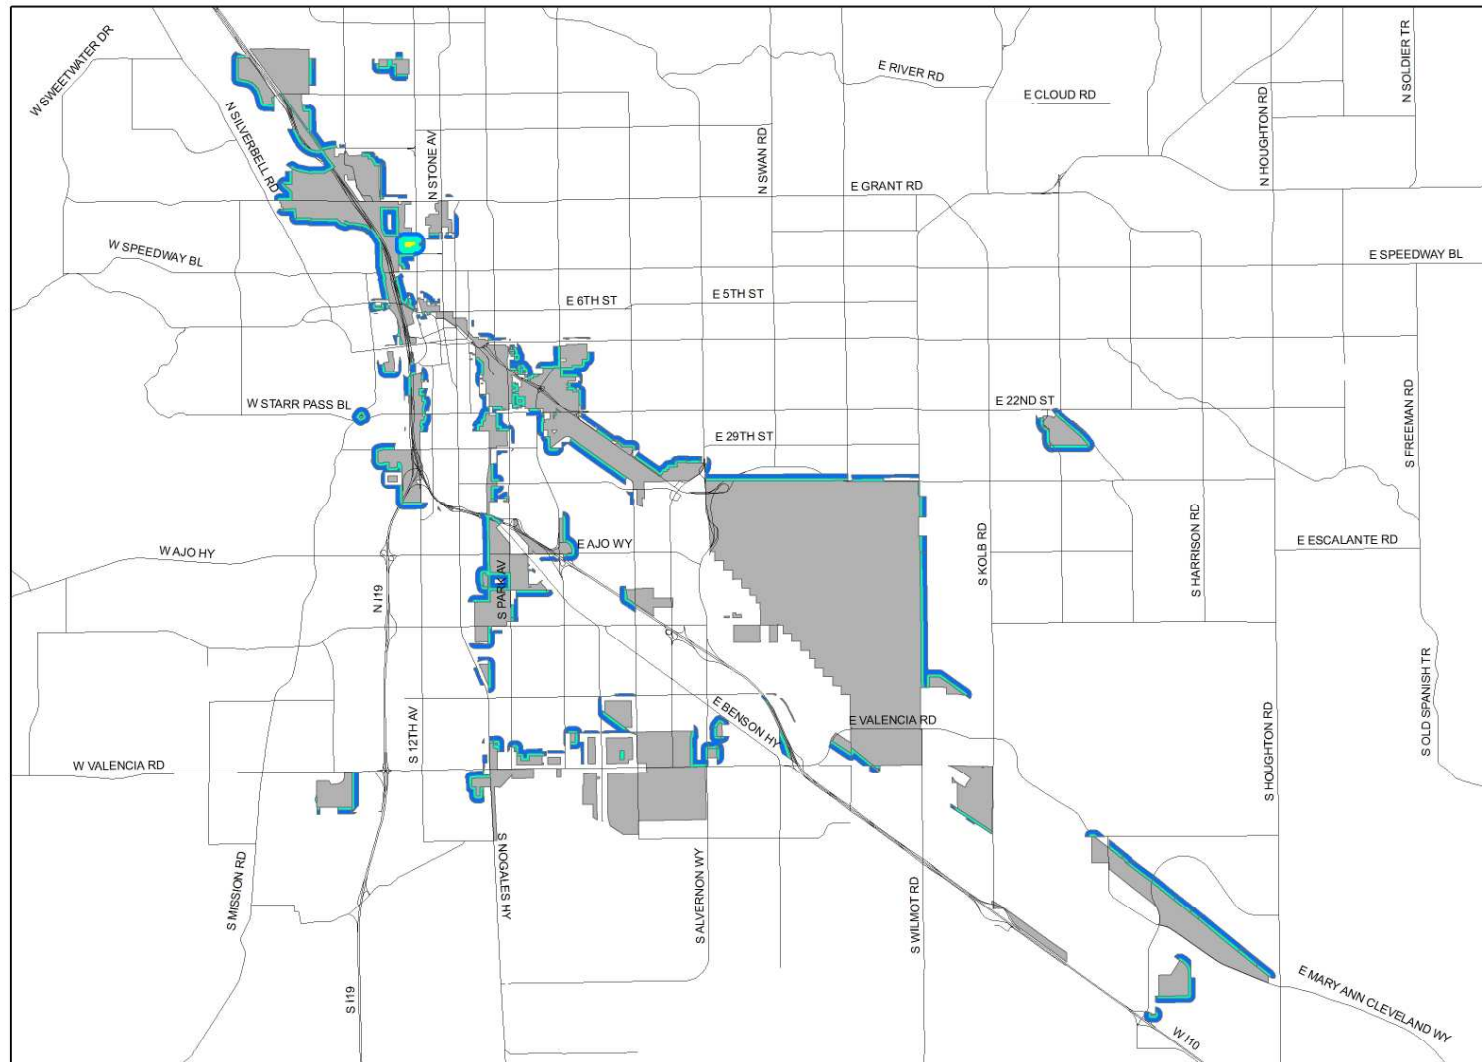 W SWEETWATER DR
N SOLDIER TR
E RIVER RD
E CLOUD RD
N HOUGHTON RD
N SILVERBELL RD
N STONE AV
N SWAN RD
E GRANT RD
W SPEEDWAY BL
E SPEEDWAY BL
E 6TH ST
E 5TH ST
W STARR PASS BL
E 22ND ST
E 29TH ST
S FREEMAN RD
W AJO HY
E AJO WY
S KOLB RD
S HARRISON RD
E ESCALANTE RD
N I19
S PARK AV
S 12TH AV
E BENSON HY
E VALENCIA RD
S OLD SPANISH TR
W VALENCIA RD
S HOUGHTON RD
S MISSION RD
S NOGALES HY
S ALVERNON WY
S WILMOT RD
S I19
E MARY ANN CLEVELAND WY
W I10